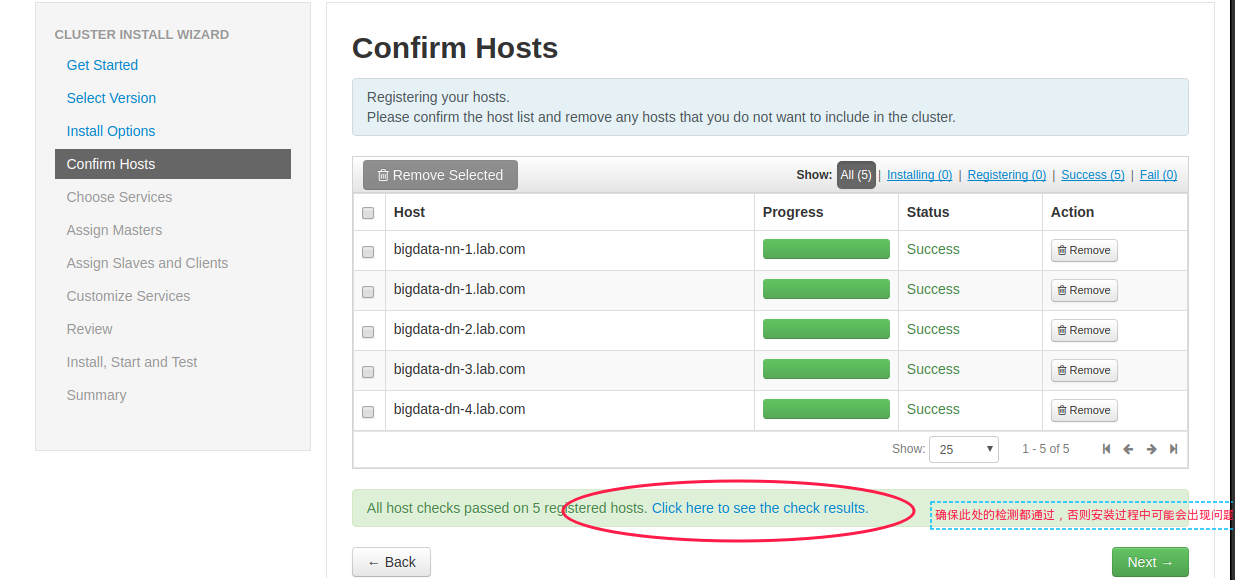 CLUSTER INSTALL WIZARD
Get Started
Select Version
Install Options
Confirm Hosts
Choose Services
Assign Masters
Assign Slaves and Clients
Customize Services
Review
Install, Start and Test
Summary
Confirm Hosts
Registering your hosts.
Please confirm the host list and remove any hosts that you do not want to include in the cluster.
Remove Selected
Show: All (5) | Installing (0) | Registering (0) | Success (5) | Fail (0)
Host Progress Status Action
bigdata-nn-1.lab.com Success Remove
bigdata-dn-1.lab.com Success Remove
bigdata-dn-2.lab.com Success Remove
bigdata-dn-3.lab.com Success Remove
bigdata-dn-4.lab.com Success Remove
Show: 25 1 - 5 of 5
All host checks passed on 5 registered hosts. Click here to see the check results.
确保此处的检测都通过，否则安装过程中可能会出现问题
← Back
Next →